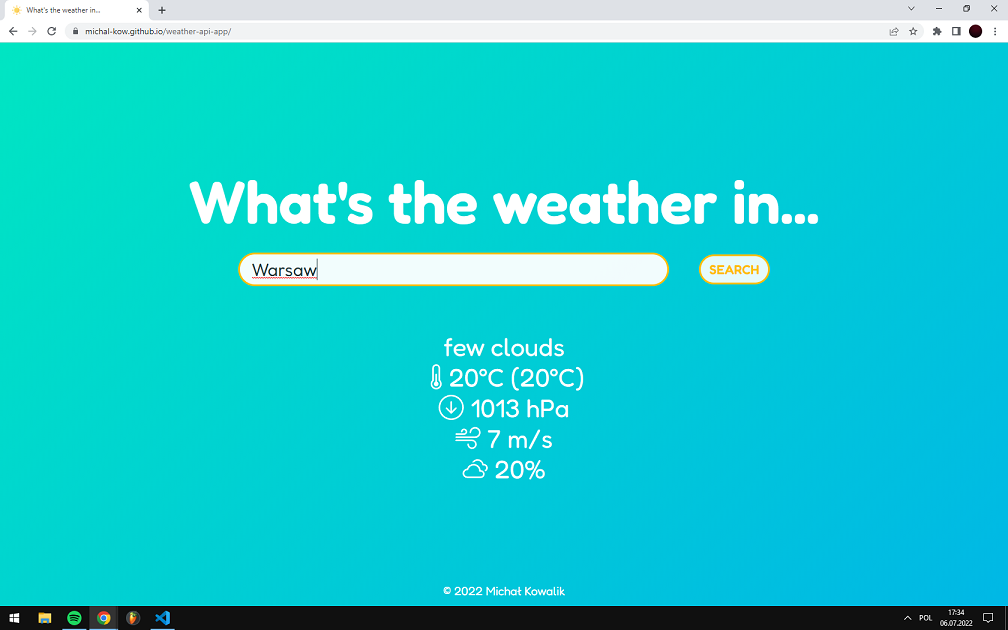 What's the weather in...
michal-kow.github.io/weather-api-app/
What's the weather in...
Warsaw
SEARCH
few clouds
20°C (20°C)
1013 hPa
7 m/s
20%
© 2022 Michał Kowalik
POL
17:34
06.07.2022